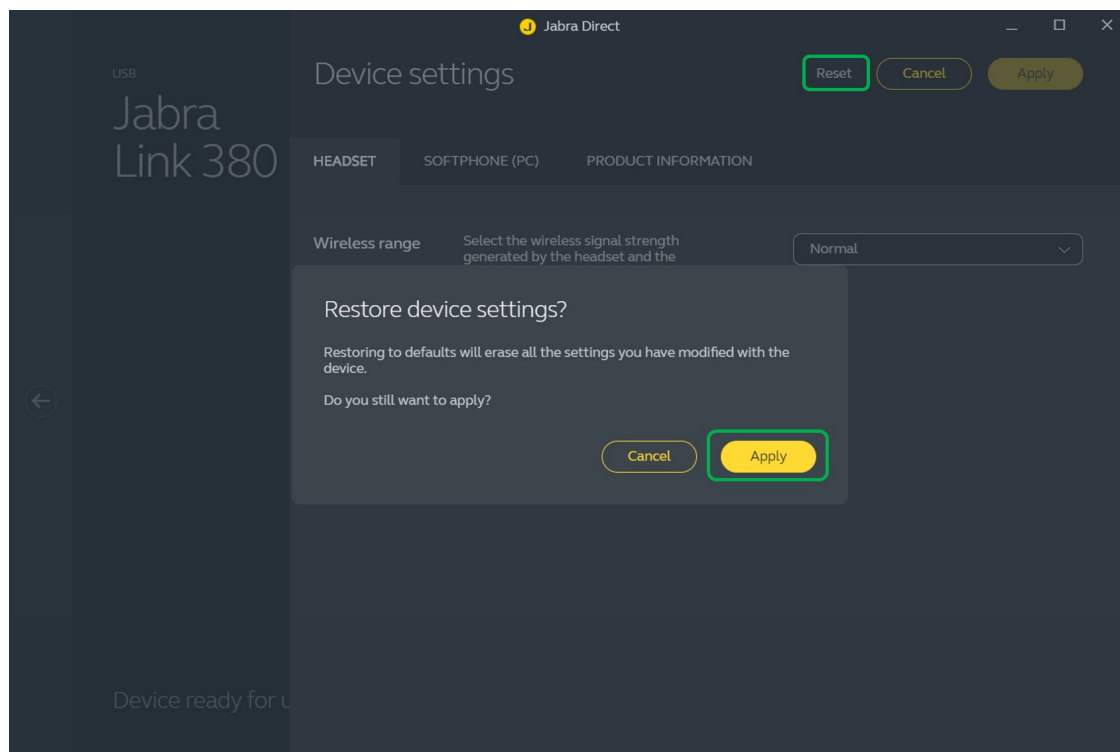 Jabra Direct
USB
Jabra
Link 380
Device settings
Reset
Cancel
Apply
HEADSET
SOFTPHONE (PC)
PRODUCT INFORMATION
Wireless range
Select the wireless signal strength
generated by the headset and the
Normal
Restore device settings?
Restoring to defaults will erase all the settings you have modified with the
device.
Do you still want to apply?
Cancel
Apply
Device ready for